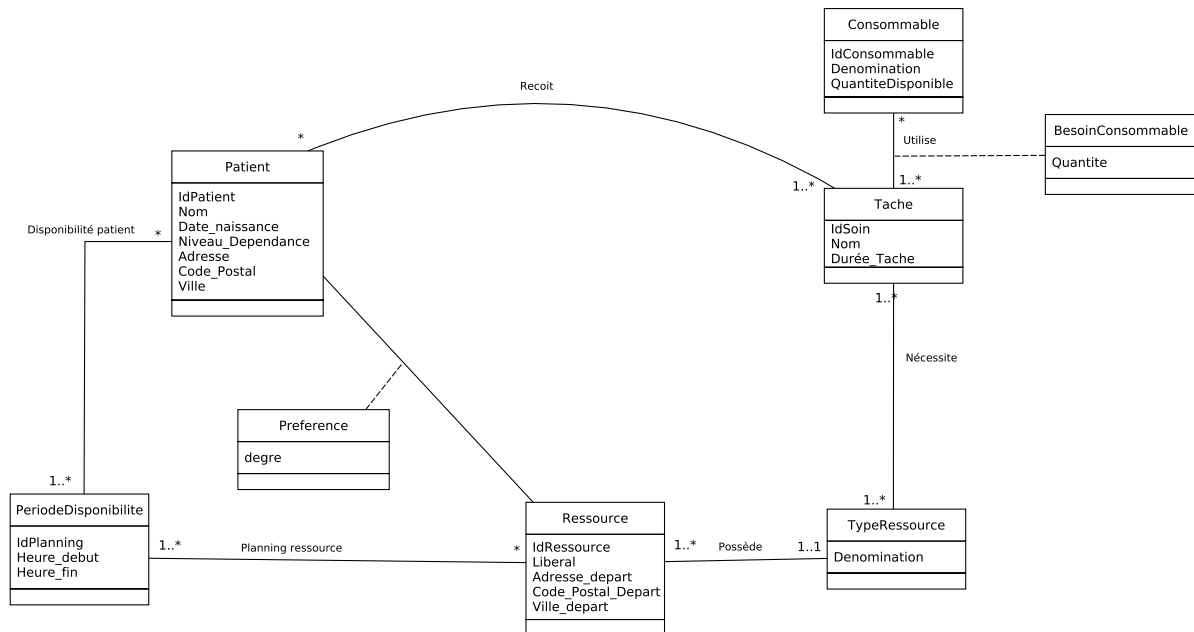 Consommable
IdConsommable
Denomination
QuantiteDisponible
*
Utilise
1..*
BesoinConsommable
Quantite
Recoit
*
1..*
Patient
IdPatient
Nom
Date_naissance
Niveau_Dependance
Adresse
Code_Postal
Ville
Tache
IdSoin
Nom
Durée_Tache
Disponibilité patient
*
1..*
1..*
Nécessite
1..*
Preference
degre
PeriodeDisponibilite
IdPlanning
Heure_debut
Heure_fin
1..*
Planning ressource
*
Ressource
IdRessource
Liberal
Adresse_depart
Code_Postal_Depart
Ville_depart
1..*
Possède
1..1
TypeRessource
Denomination